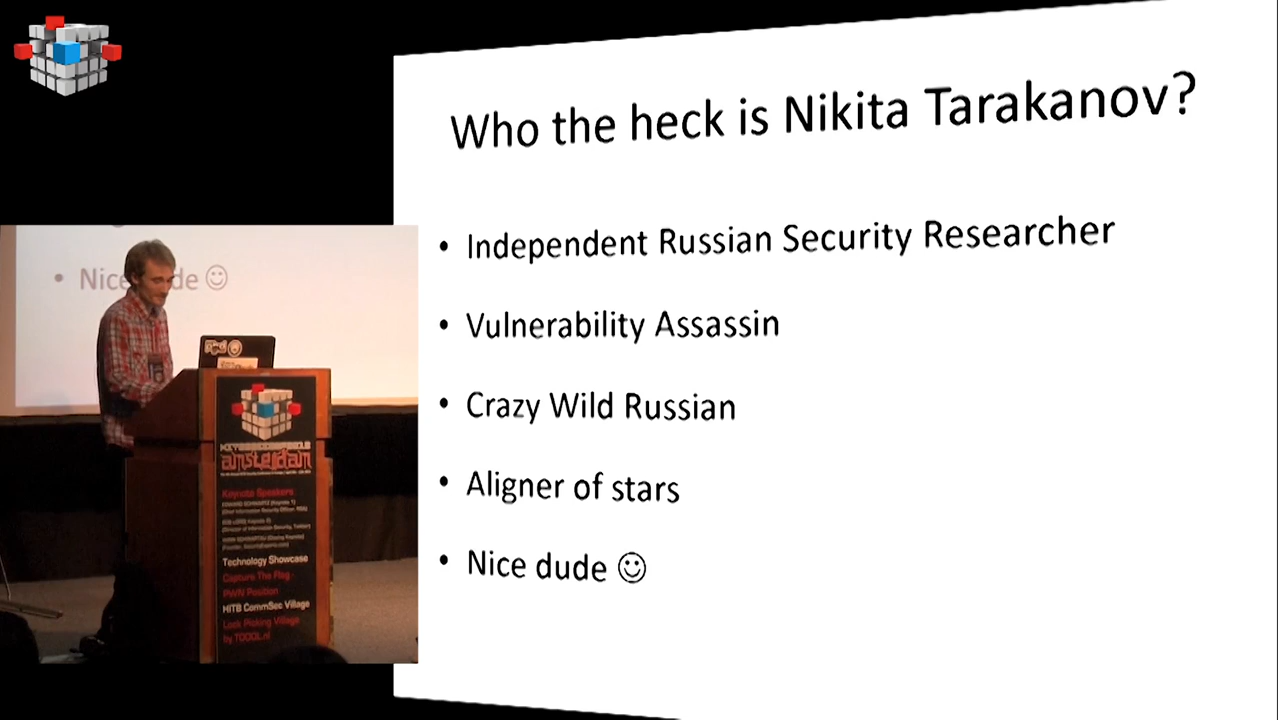 Who the heck is Nikita Tarakanov?
• Independent Russian Security Researcher
• Vulnerability Assassin
• Crazy Wild Russian
• Aligner of stars
• Nice dude ☺
• Nice dude ☺
amsterdam
Keynote Speakers
Technology Showcase
Capture The Flag
PWN Position
HITB CommSec Village
Lock Picking Village
by TOOOL.nl